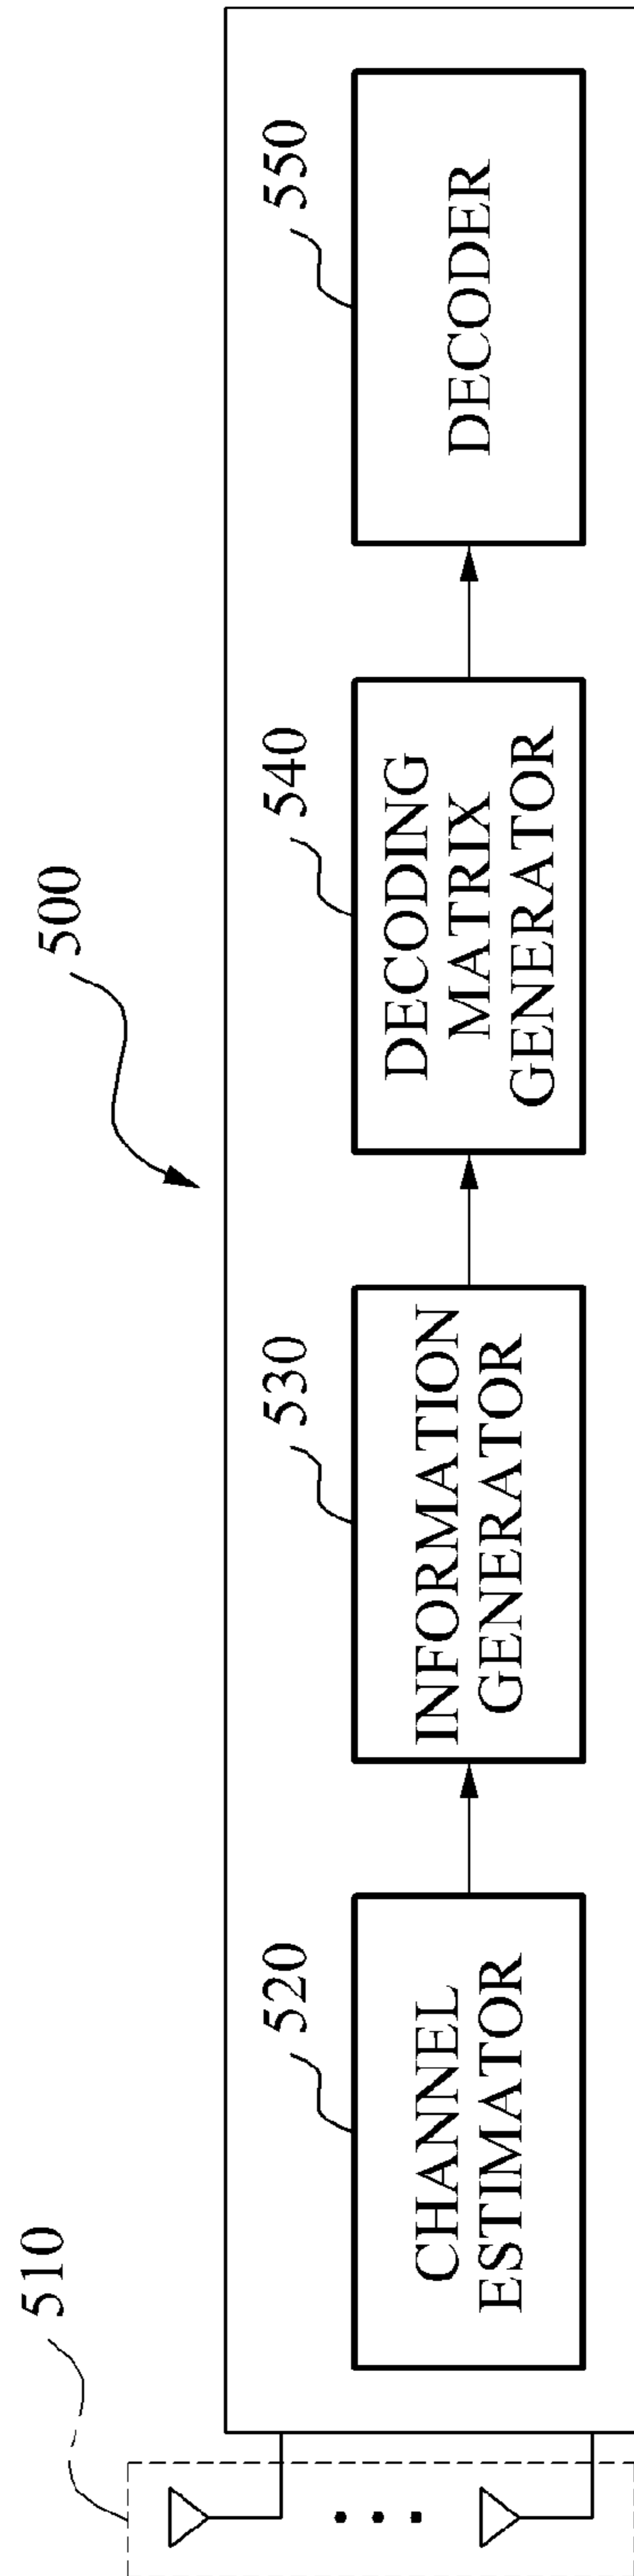 500
510
520
CHANNEL
ESTIMATOR
530
INFORMATION
GENERATOR
540
DECODING
MATRIX
GENERATOR
550
DECODER